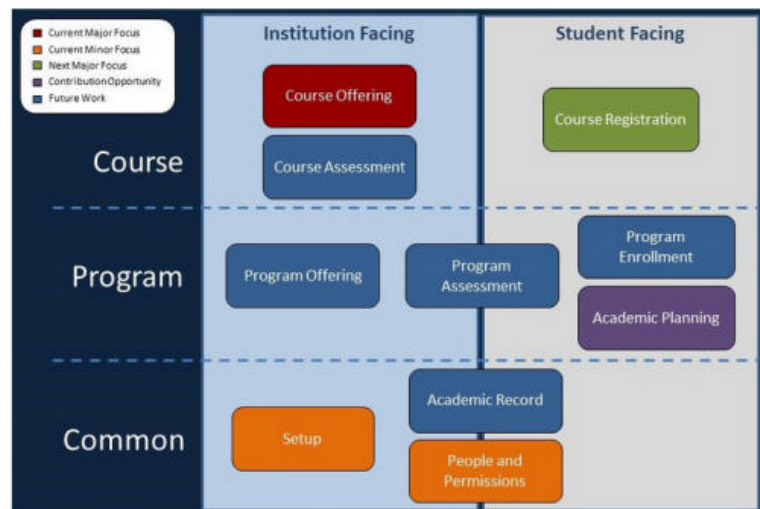 Current Major Focus
Current Minor Focus
Next Major Focus
Contribution Opportunity
Future Work
Institution Facing
Student Facing
Course
Course Offering
Course Assessment
Course Registration
Program
Program Offering
Program
Assessment
Program
Enrollment
Academic Planning
Common
Setup
Academic Record
People and
Permissions